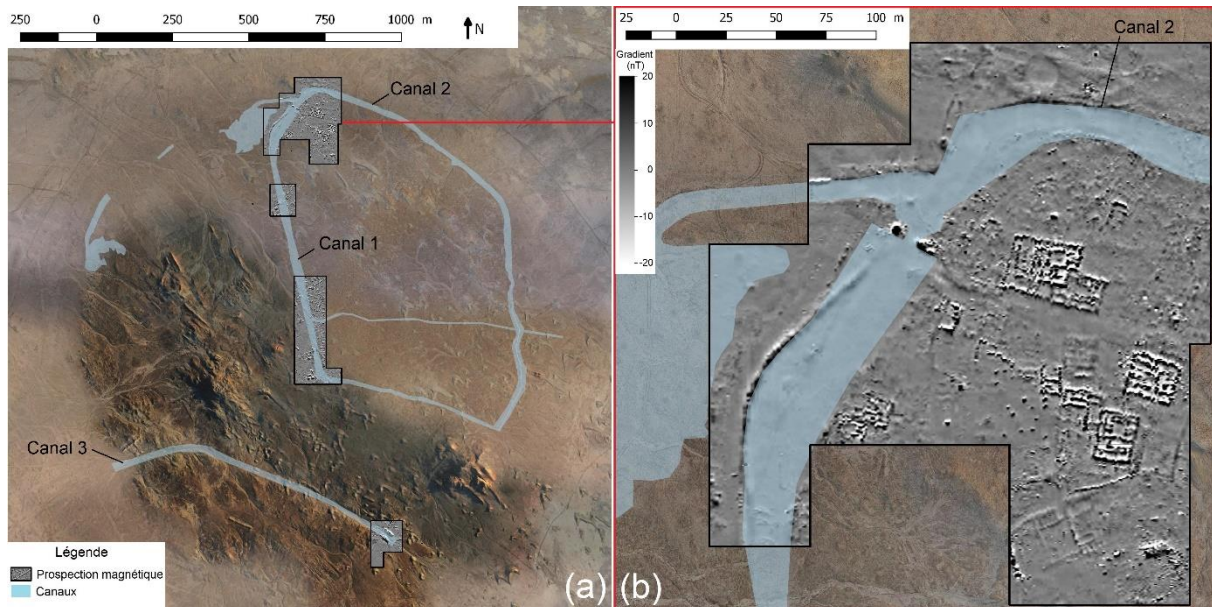 250 0 250 500 750 1000 m
N
Canal 2
Canal 1
Canal 3
Légende
Prospection magnétique
Canaux
(a)
25 0 25 50 75 100 m
Gradient
(nT)
20
10
0
-10
-20
Canal 2
(b)